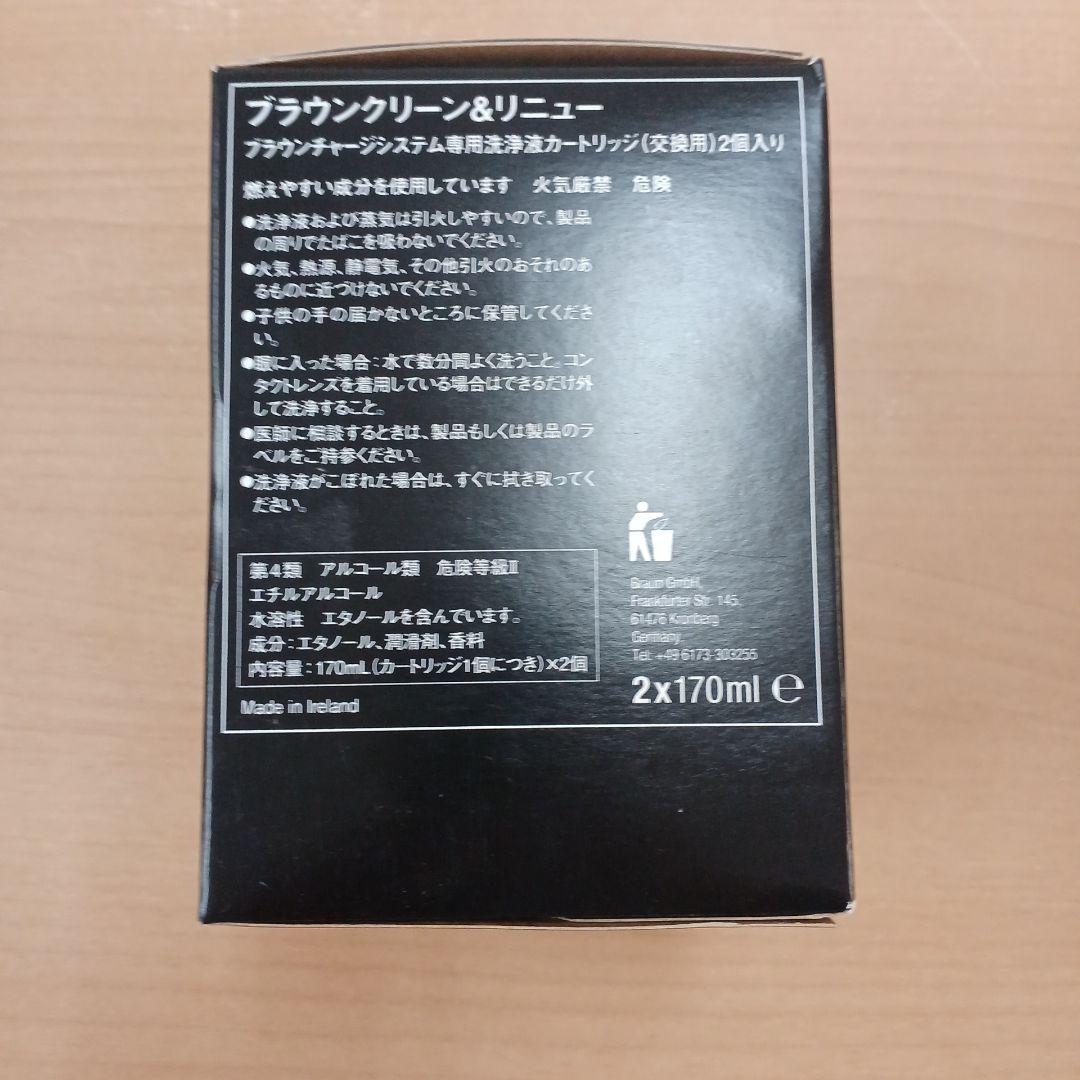 ブラウンクリーン&リニュー
ブラウンチャージシステム専用洗浄液カートリッジ(交換用)2個入り
燃えやすい成分を使用しています 火気厳禁 危険
●洗浄液および蒸気は引火しやすいので、製品
の周りでたばこを吸わないでください。
●火気、熱源、静電気、その他引火のおそれのあ
るものに近づけないでください。
●子供の手の届かないところに保管してくださ
い。
●眼に入った場合:水で数分間よく洗うこと。コン
タクトレンズを着用している場合はできるだけ外
して洗浄すること。
●医師に相談するときは、製品もしくは製品のラ
ベルをご持参ください。
●洗浄液がこぼれた場合は、すぐに拭き取ってく
ださい。
第4類 アルコール類 危険等級Ⅱ
エチルアルコール
水溶性 エタノールを含んでいます。
成分:エタノール、潤滑剤、香料
内容量:170mL(カートリッジ1個につき)×2個
Made in Ireland
Braun GmbH,
Frankfurter Str. 145,
61476 Kronberg
Germany
Tel: +49 6173-303256
2x170ml ℮